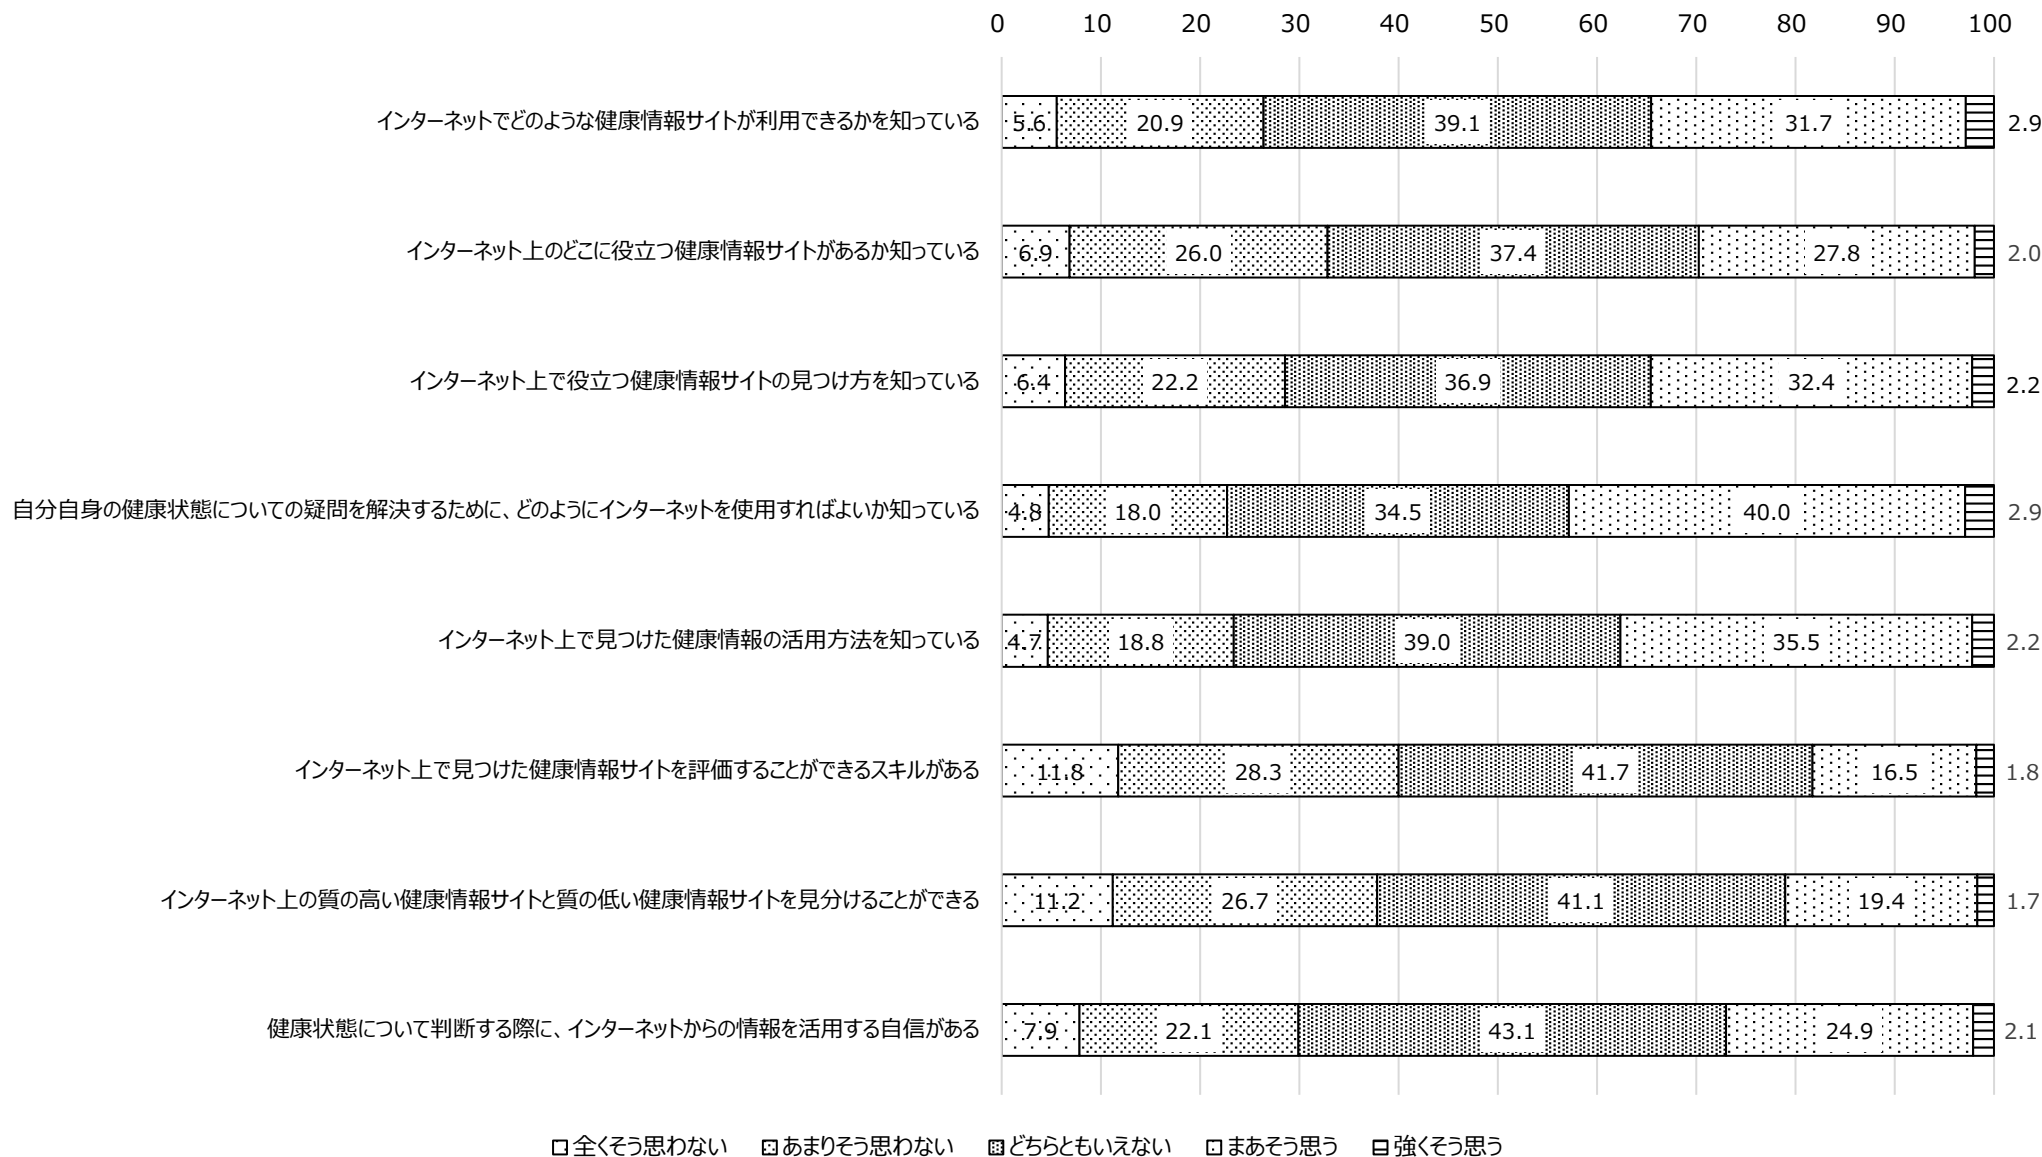 0 10 20 30 40 50 60 70 80 90 100
インターネットでどのような健康情報サイトが利用できるかを知っている 5.6 20.9 39.1 31.7 2.9
インターネット上のどこに役立つ健康情報サイトがあるか知っている 6.9 26.0 37.4 27.8 2.0
インターネット上で役立つ健康情報サイトの見つけ方を知っている 6.4 22.2 36.9 32.4 2.2
自分自身の健康状態についての疑問を解決するために、どのようにインターネットを使用すればよいか知っている 4.8 18.0 34.5 40.0 2.9
インターネット上で見つけた健康情報の活用方法を知っている 4.7 18.8 39.0 35.5 2.2
インターネット上で見つけた健康情報サイトを評価することができるスキルがある 11.8 28.3 41.7 16.5 1.8
インターネット上の質の高い健康情報サイトと質の低い健康情報サイトを見分けることができる 11.2 26.7 41.1 19.4 1.7
健康状態について判断する際に、インターネットからの情報を活用する自信がある 7.9 22.1 43.1 24.9 2.1
全くそう思わない あまりそう思わない どちらともいえない まあそう思う 強くそう思う